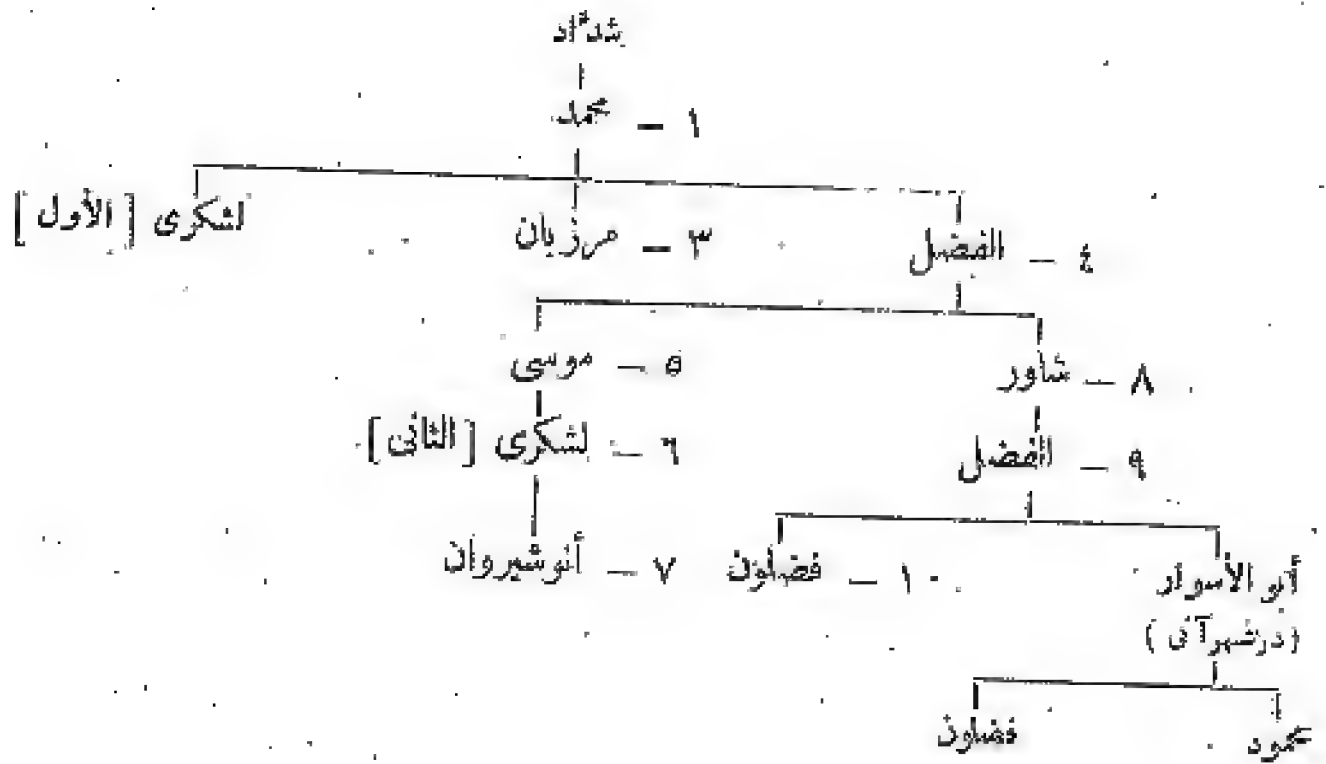 شداد
١ – محمد
٤ – الفضل ٣ – مرزبان لشكرى [ الأول ]
٨ – شاور ٥ – موسى
٩ – الفضل ٦ – لشكرى [ الثانى ]
أبو الأسوار ١٠ – فضلون ٧ – أنوشيروان
( درشهرآنى )
محمود فضلون